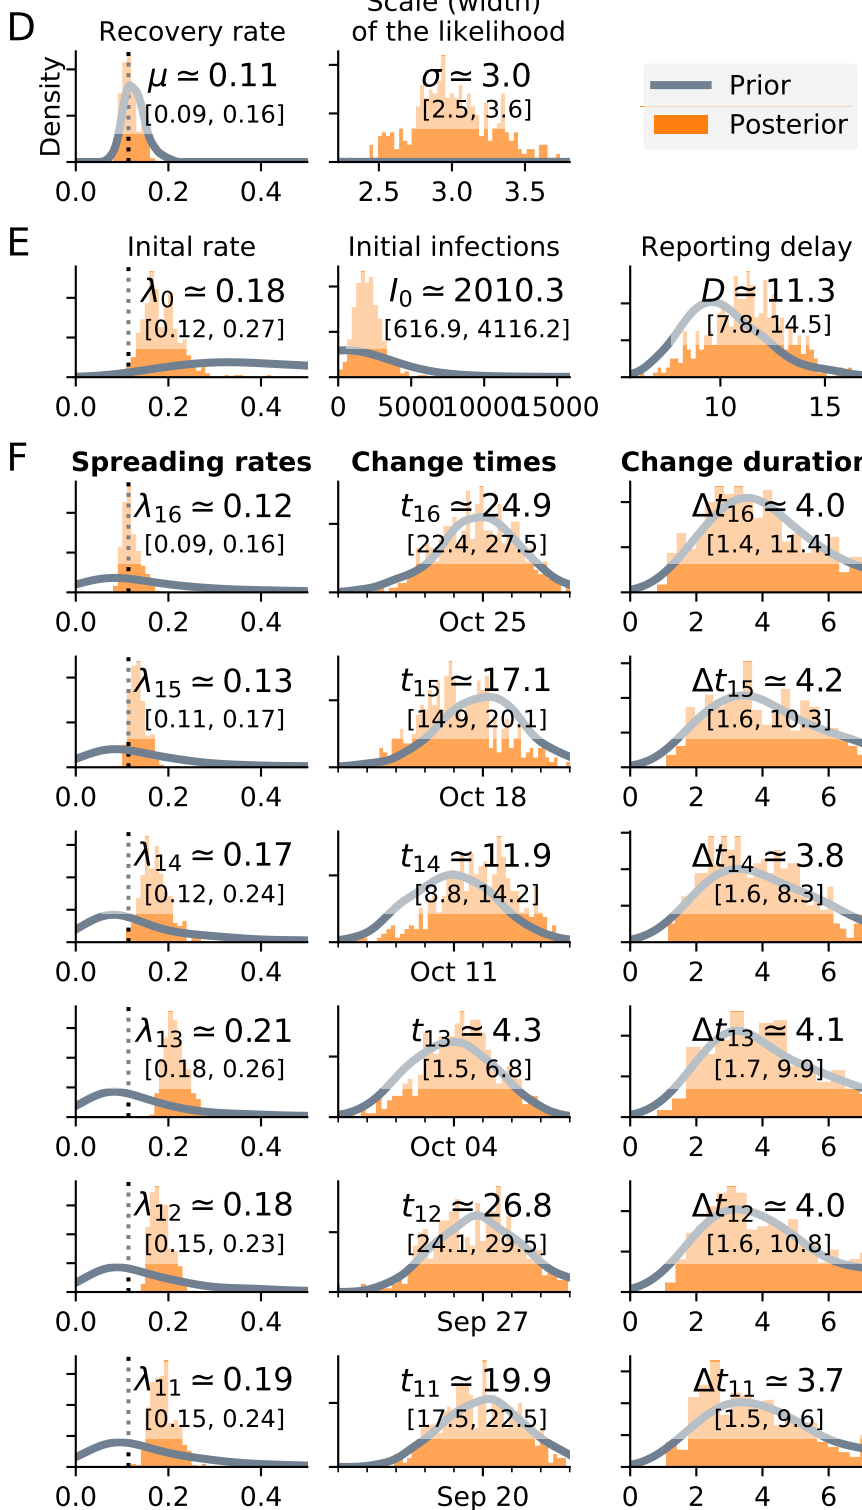 D
Recovery rate
Scale (width)
of the likelihood
Density
μ ≃ 0.11
[0.09, 0.16]
0.0 0.2 0.4
σ ≃ 3.0
[2.5, 3.6]
2.5 3.0 3.5
Prior
Posterior
E
Inital rate
λ0 ≃ 0.18
[0.12, 0.27]
0.0 0.2 0.4
Initial infections
I0 ≃ 2010.3
[616.9, 4116.2]
0 5000 10000 15000
Reporting delay
D ≃ 11.3
[7.8, 14.5]
10 15
F
Spreading rates
Change times
Change duration
λ16 ≃ 0.12
[0.09, 0.16]
0.0 0.2 0.4
t16 ≃ 24.9
[22.4, 27.5]
Oct 25
Δt16 ≃ 4.0
[1.4, 11.4]
0 2 4 6
λ15 ≃ 0.13
[0.11, 0.17]
0.0 0.2 0.4
t15 ≃ 17.1
[14.9, 20.1]
Oct 18
Δt15 ≃ 4.2
[1.6, 10.3]
0 2 4 6
λ14 ≃ 0.17
[0.12, 0.24]
0.0 0.2 0.4
t14 ≃ 11.9
[8.8, 14.2]
Oct 11
Δt14 ≃ 3.8
[1.6, 8.3]
0 2 4 6
λ13 ≃ 0.21
[0.18, 0.26]
0.0 0.2 0.4
t13 ≃ 4.3
[1.5, 6.8]
Oct 04
Δt13 ≃ 4.1
[1.7, 9.9]
0 2 4 6
λ12 ≃ 0.18
[0.15, 0.23]
0.0 0.2 0.4
t12 ≃ 26.8
[24.1, 29.5]
Sep 27
Δt12 ≃ 4.0
[1.6, 10.8]
0 2 4 6
λ11 ≃ 0.19
[0.15, 0.24]
0.0 0.2 0.4
t11 ≃ 19.9
[17.5, 22.5]
Sep 20
Δt11 ≃ 3.7
[1.5, 9.6]
0 2 4 6